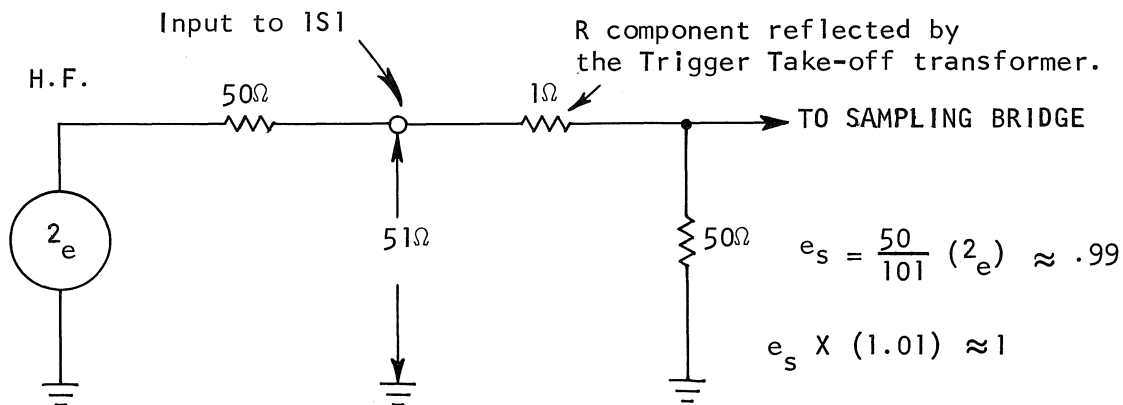 Input to 1S1
R component reflected by
the Trigger Take-off transformer.
H.F.
50Ω
1Ω
TO SAMPLING BRIDGE
2e
51Ω
50Ω
es = 50/101 (2e) ≈ .99
es X (1.01) ≈ 1